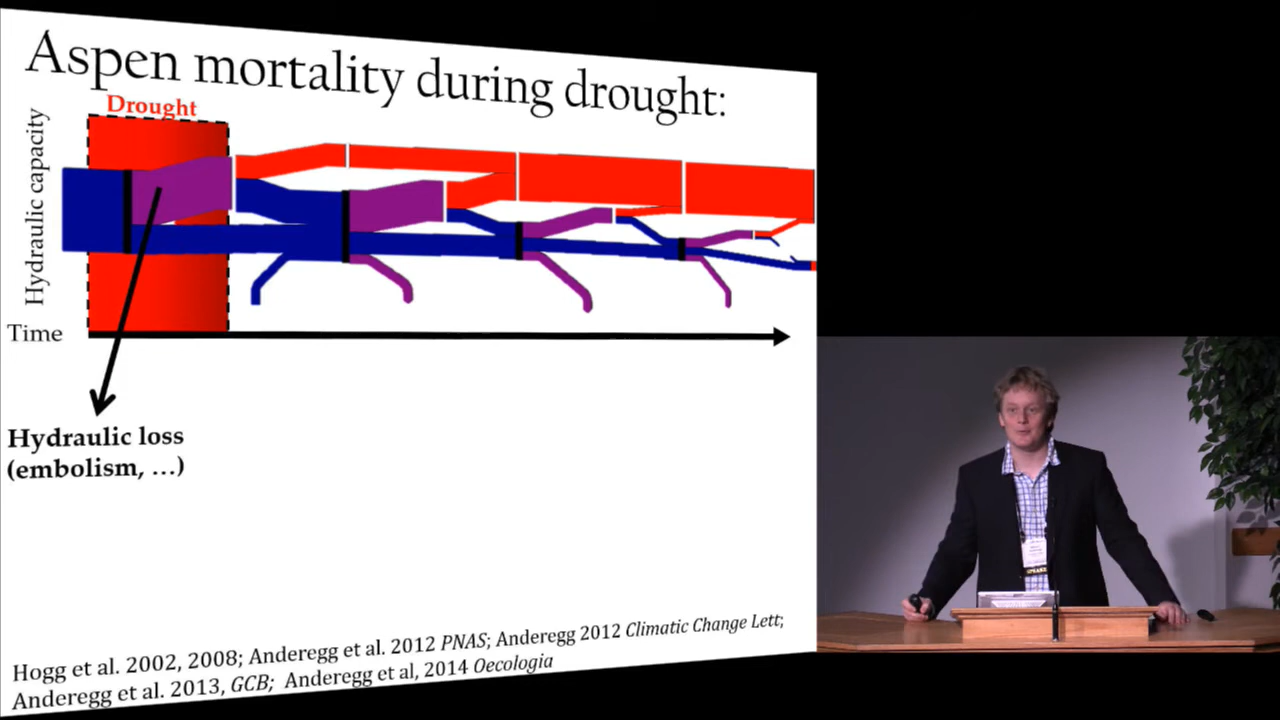 Aspen mortality during drought:
Drought
Hydraulic capacity
Time
Hydraulic loss
(embolism, …)
Hogg et al. 2002, 2008; Anderegg et al. 2012 PNAS; Anderegg 2012 Climatic Change Lett;
Anderegg et al. 2013, GCB; Anderegg et al, 2014 Oecologia